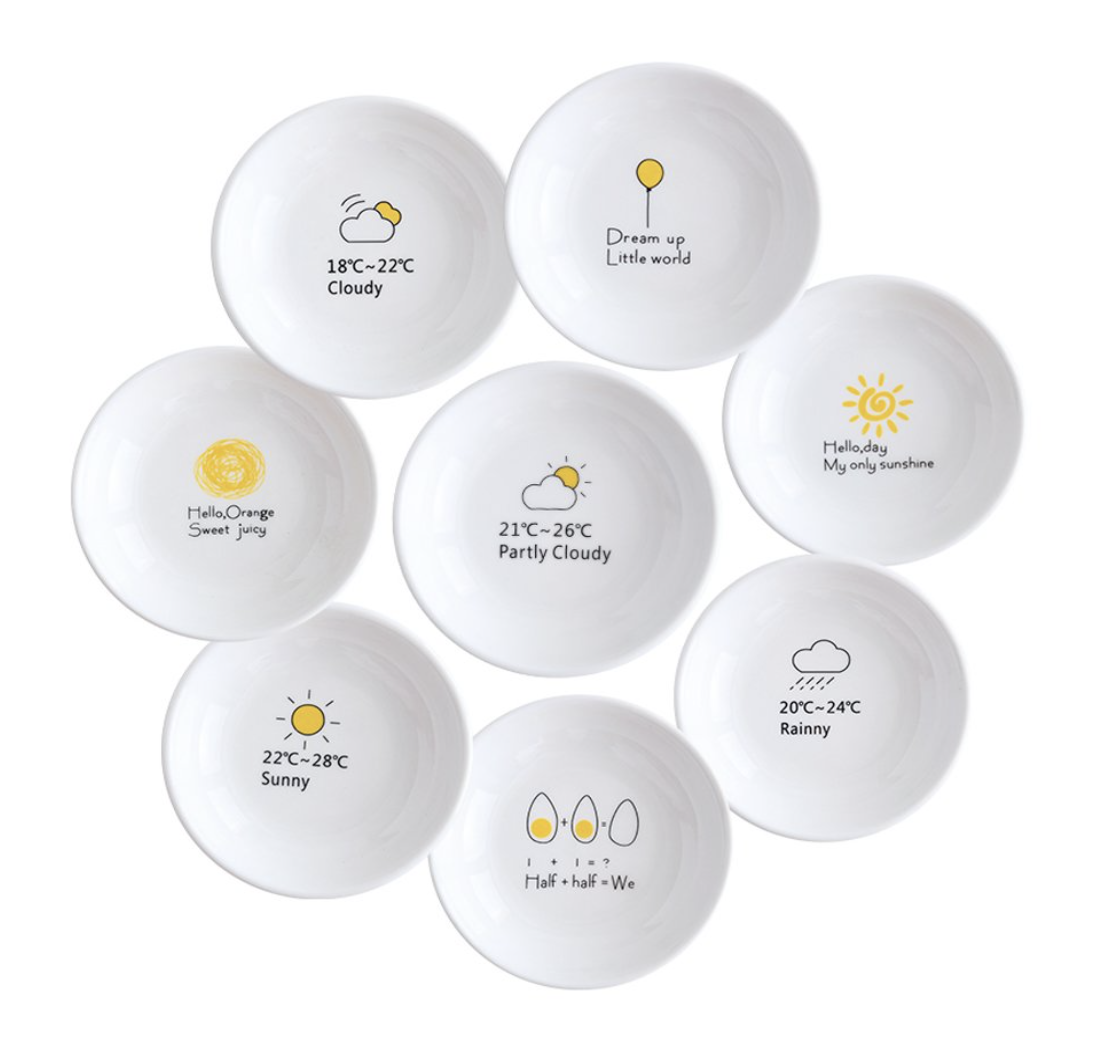 18℃~22℃
Cloudy
Dream up
Little world
Hello,day
My only sunshine
Hello,Orange
Sweet juicy
21℃~26℃
Partly Cloudy
20℃~24℃
Rainny
22℃~28℃
Sunny
+ =
1 + 1 = ?
Half + half = We